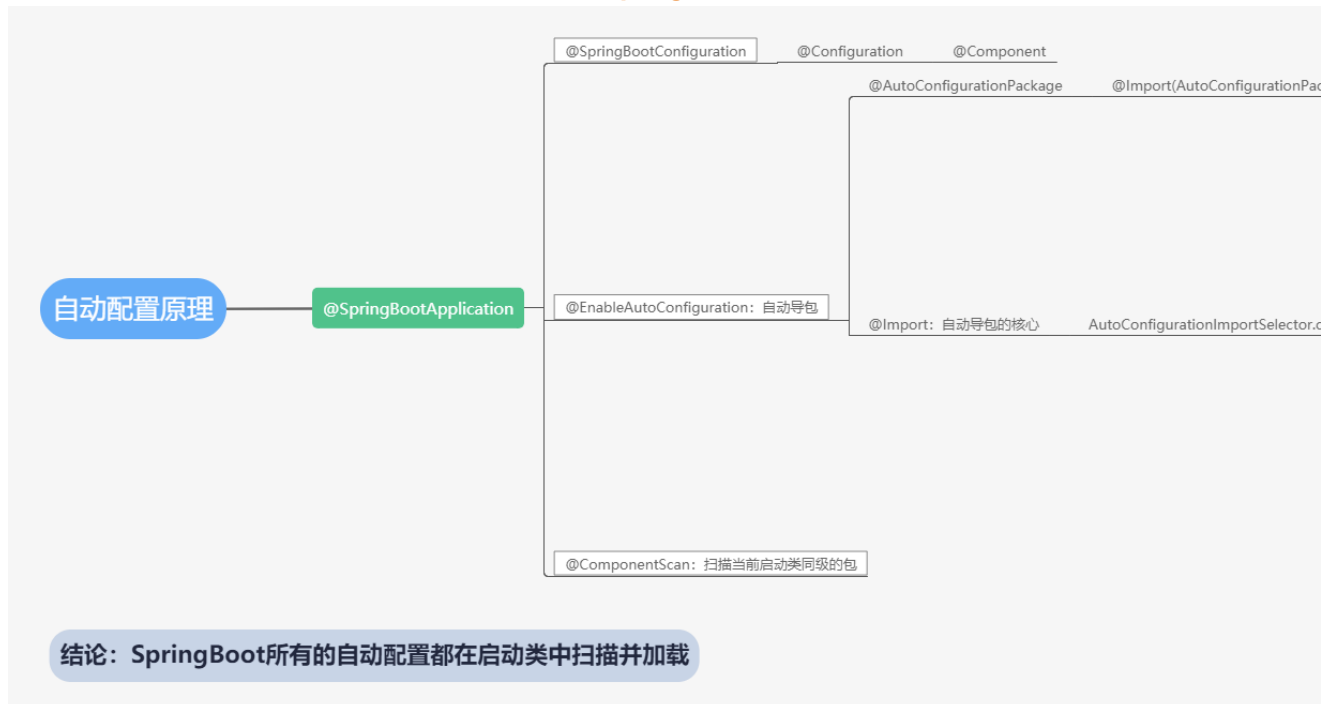 @SpringBootConfiguration @Configuration @Component
@AutoConfigurationPackage @Import(AutoConfigurationPac
自动配置原理
@SpringBootApplication
@EnableAutoConfiguration：自动导包
@Import：自动导包的核心 AutoConfigurationImportSelector.c
@ComponentScan：扫描当前启动类同级的包
结论：SpringBoot所有的自动配置都在启动类中扫描并加载